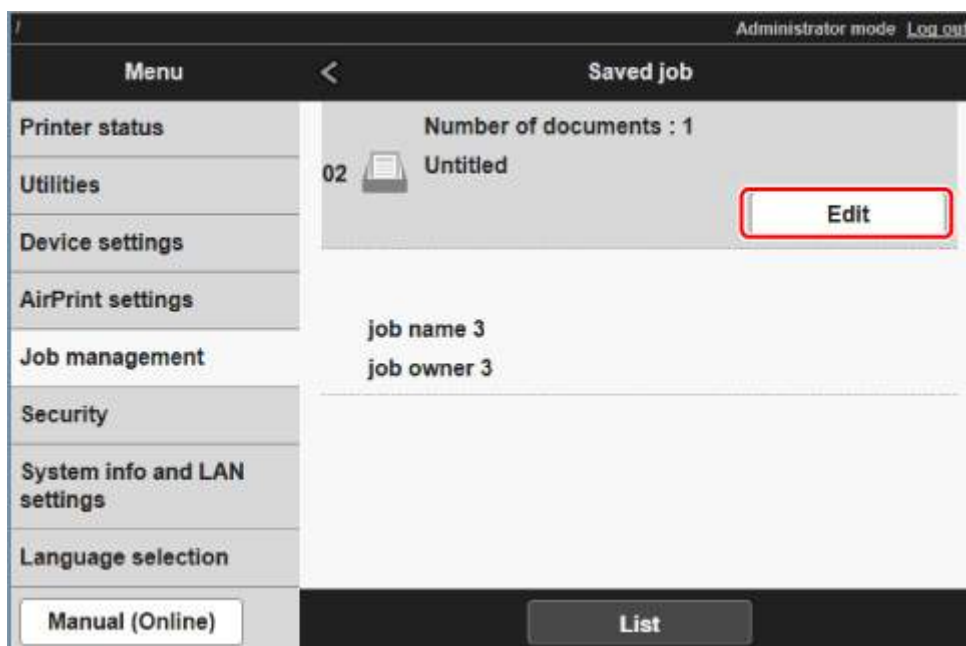 /
Administrator mode Log out
Menu
Saved job
Printer status
Utilities
Device settings
AirPrint settings
Job management
Security
System info and LAN
settings
Language selection
Manual (Online)
Number of documents : 1
02
Untitled
Edit
job name 3
job owner 3
List